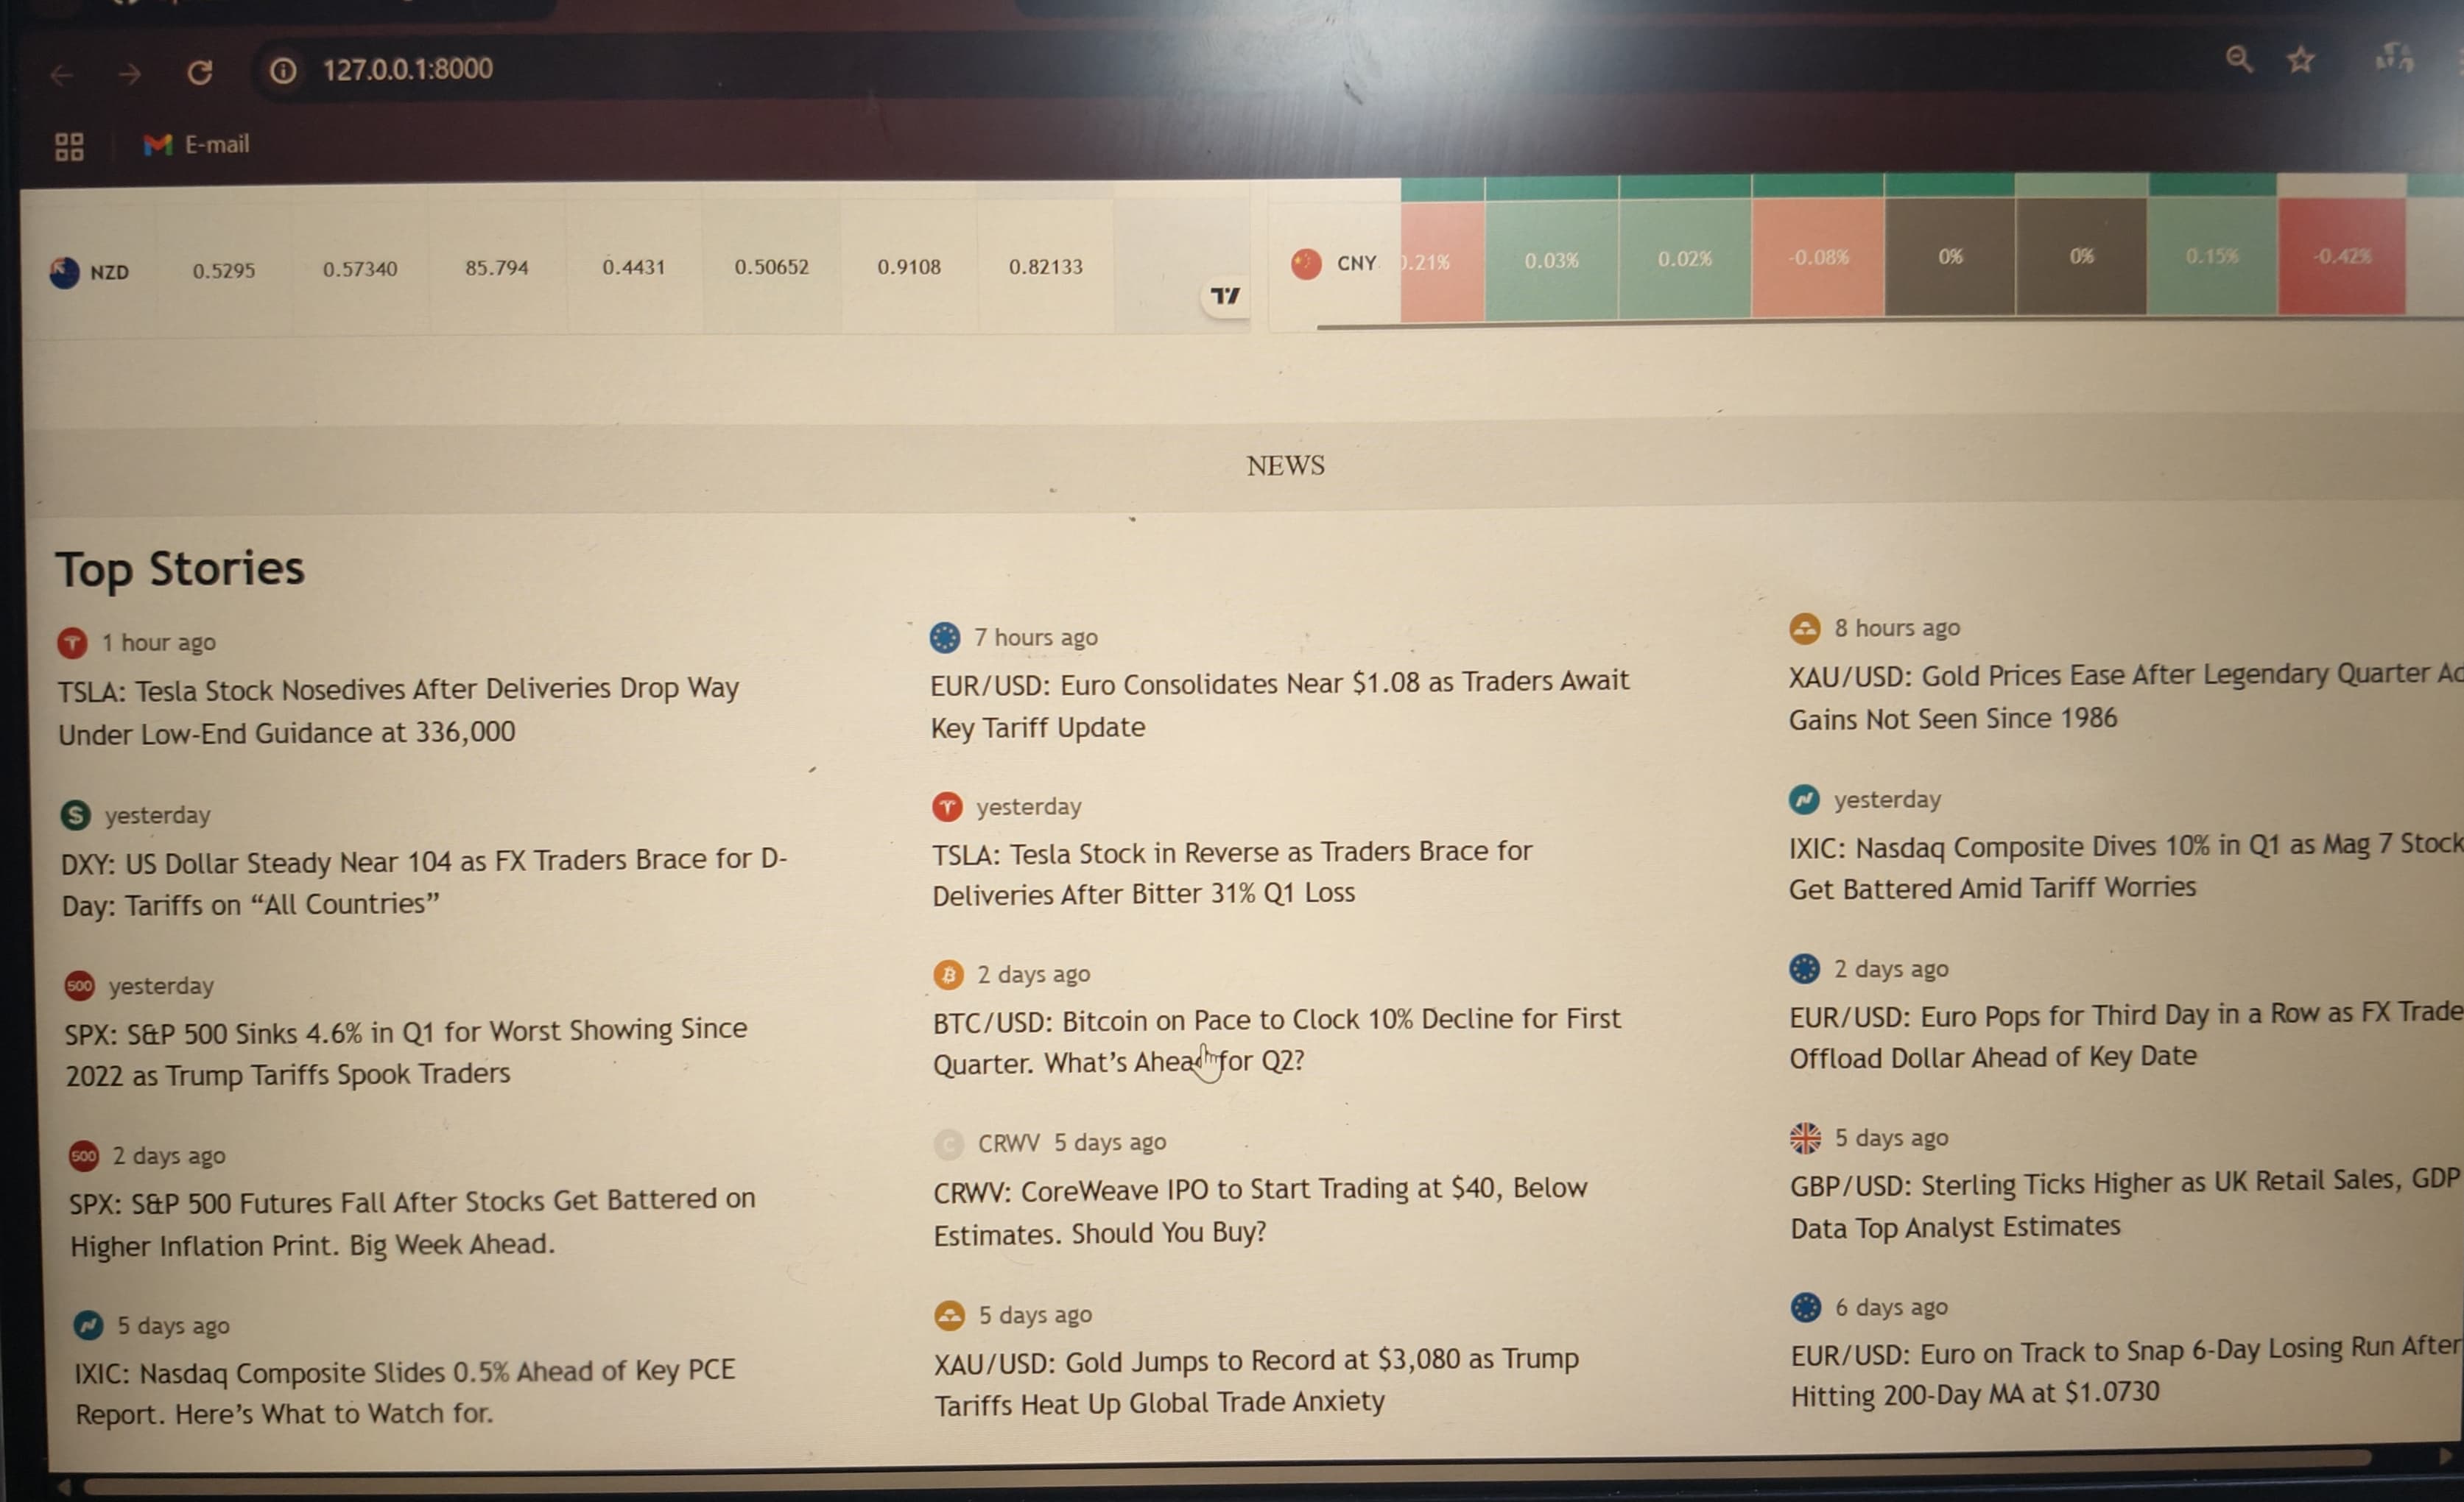 127.0.0.1:8000
E-mail
NZD 0.5295 0.57340 85.794 0.4431 0.50652 0.9108 0.82133
CNY 0.03% 0.02% -0.08% 0% 0% 0.15% -0.42%
NEWS
Top Stories
1 hour ago
TSLA: Tesla Stock Nosedives After Deliveries Drop Way
Under Low-End Guidance at 336,000
7 hours ago
EUR/USD: Euro Consolidates Near $1.08 as Traders Await
Key Tariff Update
8 hours ago
XAU/USD: Gold Prices Ease After Legendary Quarter
Gains Not Seen Since 1986
yesterday
DXY: US Dollar Steady Near 104 as FX Traders Brace for D-
Day: Tariffs on “All Countries”
yesterday
TSLA: Tesla Stock in Reverse as Traders Brace for
Deliveries After Bitter 31% Q1 Loss
yesterday
IXIC: Nasdaq Composite Dives 10% in Q1 as Mag 7 Stock
Get Battered Amid Tariff Worries
500 yesterday
SPX: S&P 500 Sinks 4.6% in Q1 for Worst Showing Since
2022 as Trump Tariffs Spook Traders
2 days ago
BTC/USD: Bitcoin on Pace to Clock 10% Decline for First
Quarter. What’s Ahead for Q2?
2 days ago
EUR/USD: Euro Pops for Third Day in a Row as FX Trade
Offload Dollar Ahead of Key Date
500 2 days ago
SPX: S&P 500 Futures Fall After Stocks Get Battered on
Higher Inflation Print. Big Week Ahead.
C CRWV 5 days ago
CRWV: CoreWeave IPO to Start Trading at $40, Below
Estimates. Should You Buy?
5 days ago
GBP/USD: Sterling Ticks Higher as UK Retail Sales, GDP
Data Top Analyst Estimates
5 days ago
IXIC: Nasdaq Composite Slides 0.5% Ahead of Key PCE
Report. Here’s What to Watch for.
5 days ago
XAU/USD: Gold Jumps to Record at $3,080 as Trump
Tariffs Heat Up Global Trade Anxiety
6 days ago
EUR/USD: Euro on Track to Snap 6-Day Losing Run After
Hitting 200-Day MA at $1.0730